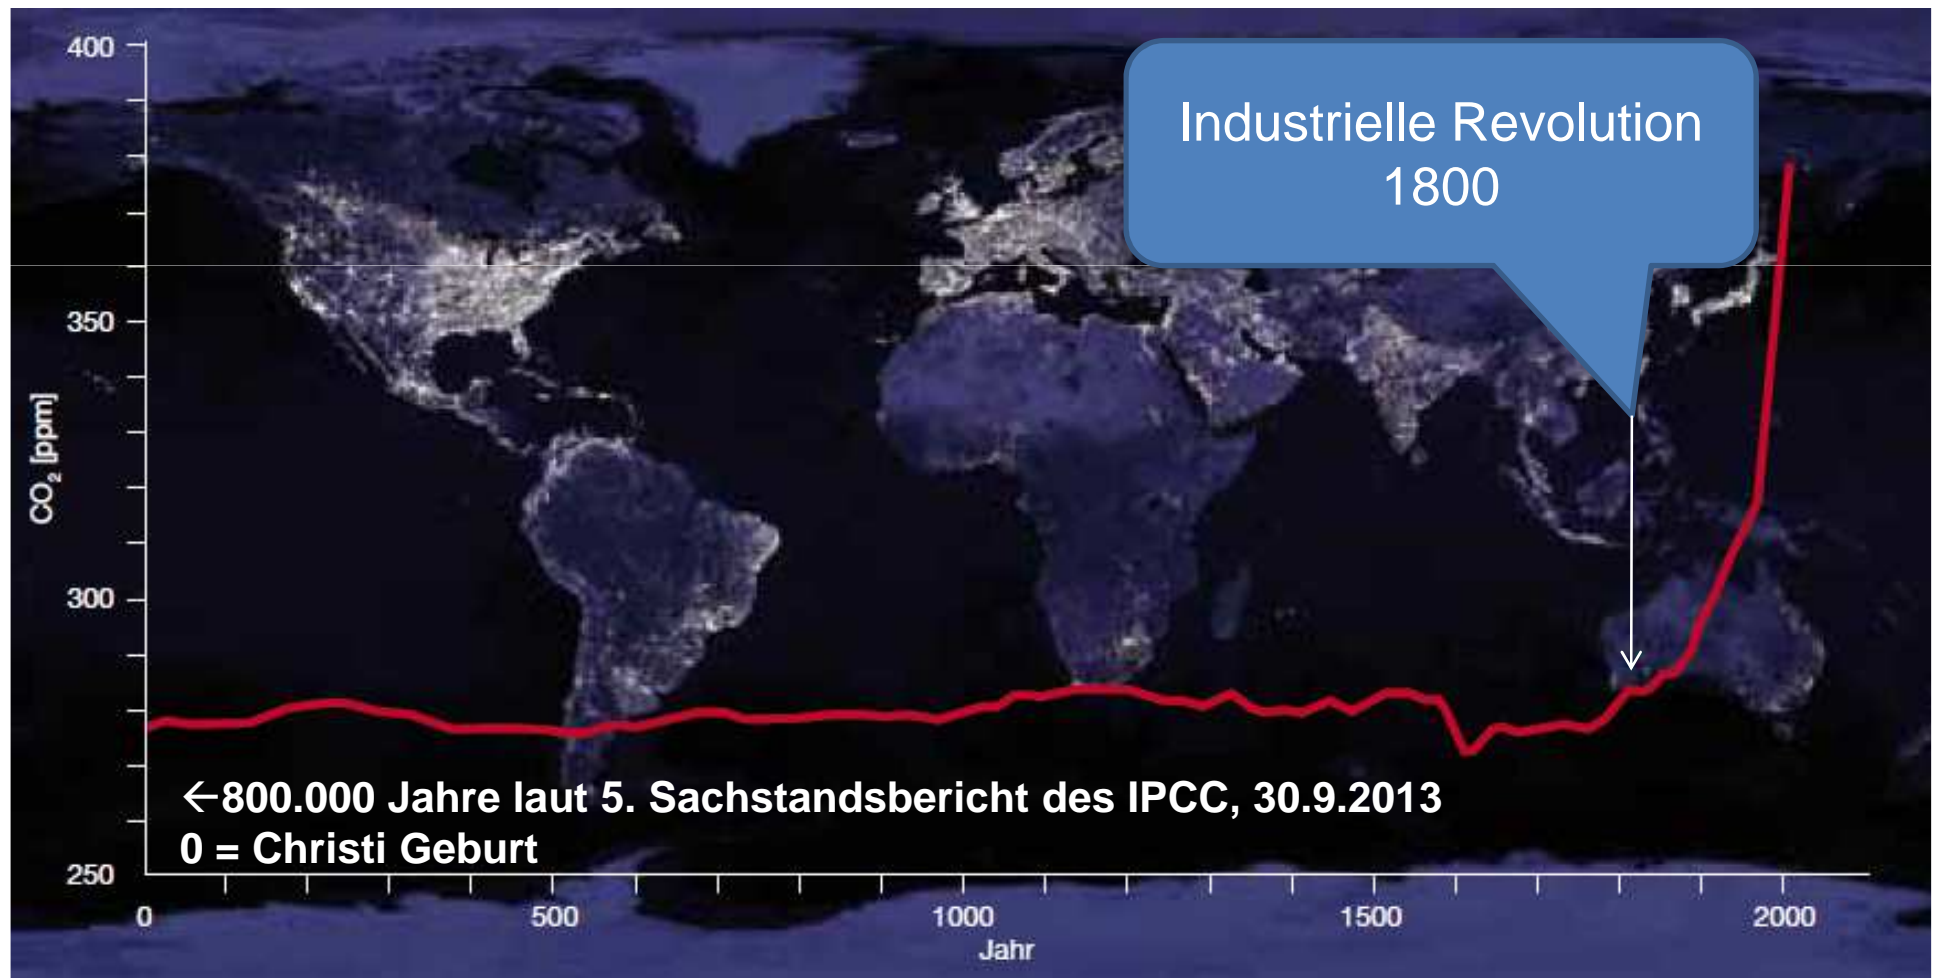 Industrielle Revolution
1800
400
350
300
250
CO₂ [ppm]
←800.000 Jahre laut 5. Sachstandsbericht des IPCC, 30.9.2013
0 = Christi Geburt
0 500 1000 1500 2000
Jahr